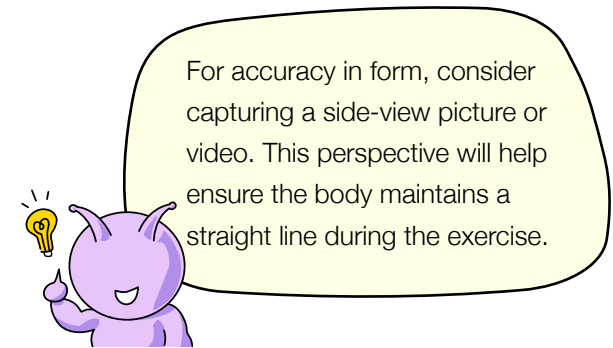 For accuracy in form, consider
capturing a side-view picture or
video. This perspective will help
ensure the body maintains a
straight line during the exercise.